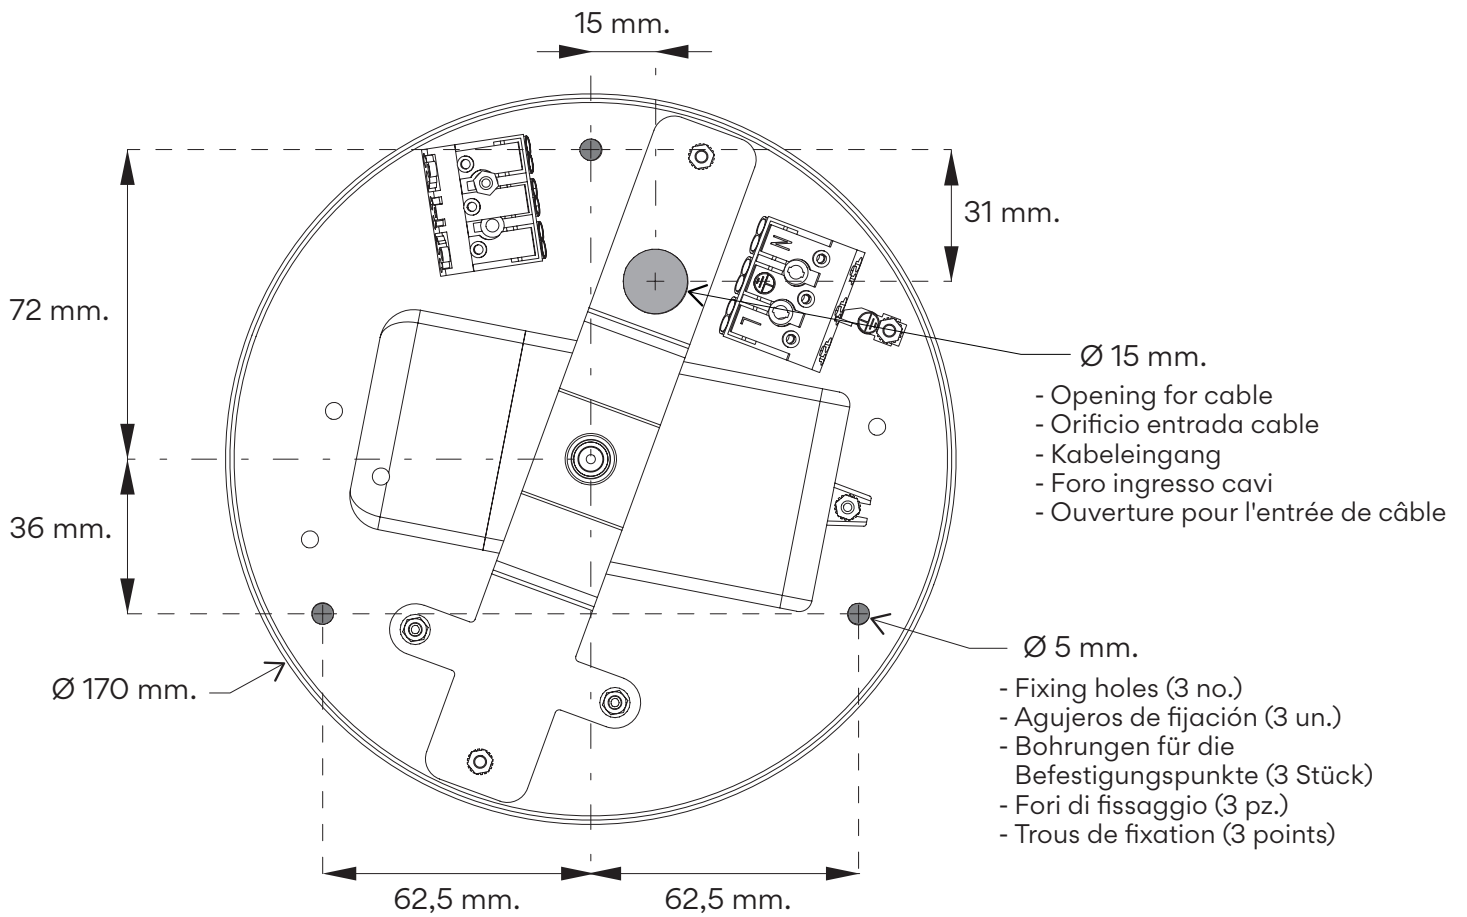 15 mm.
31 mm.
72 mm.
N
L
Ø 15 mm.
- Opening for cable
- Orificio entrada cable
- Kabeleingang
- Foro ingresso cavi
- Ouverture pour l'entrée de câble
36 mm.
Ø 170 mm.
Ø 5 mm.
- Fixing holes (3 no.)
- Agujeros de fijación (3 un.)
- Bohrungen für die
Befestigungspunkte (3 Stück)
- Fori di fissaggio (3 pz.)
- Trous de fixation (3 points)
62,5 mm.
62,5 mm.